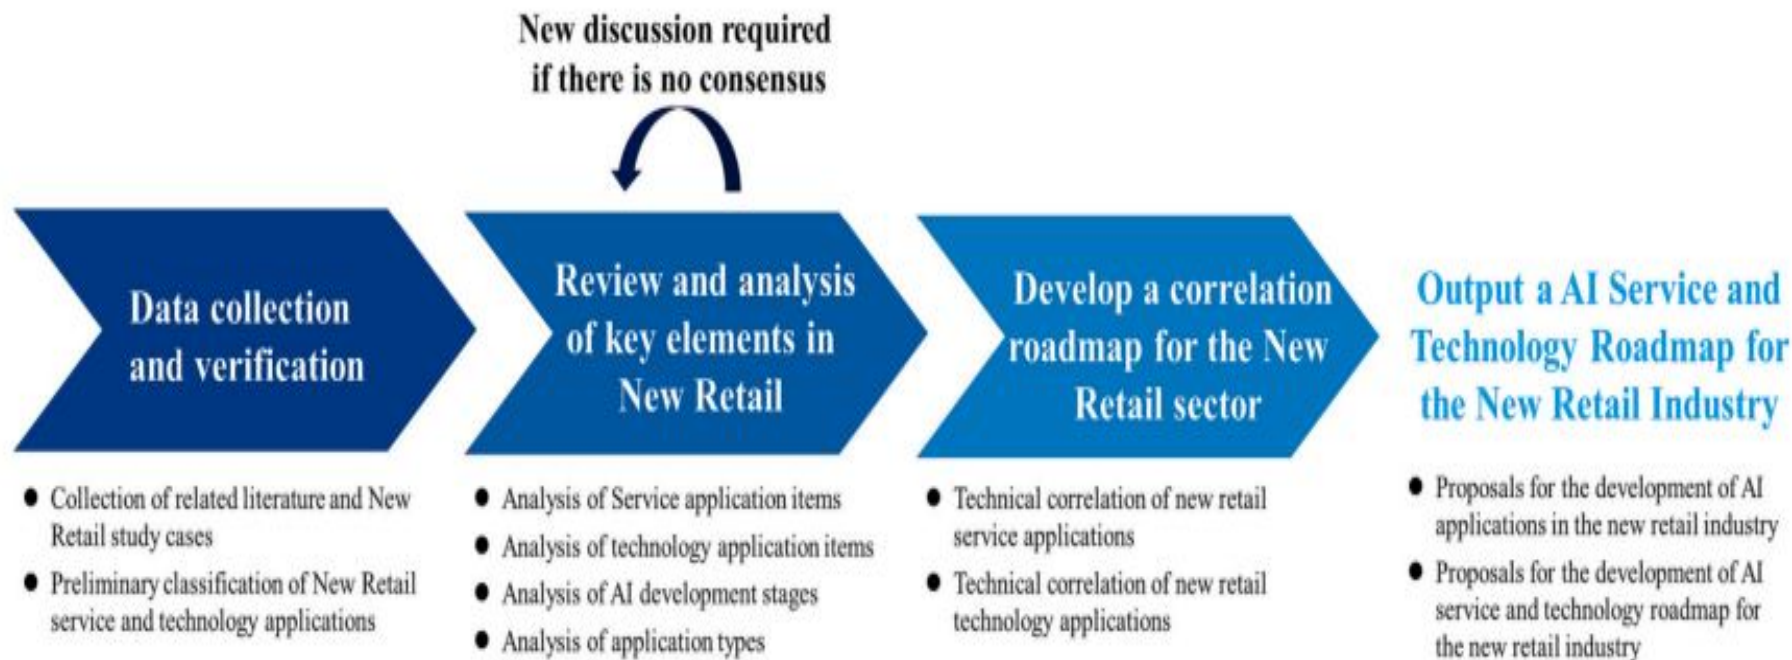 New discussion required
if there is no consensus
Data collection
and verification
Review and analysis
of key elements in
New Retail
Develop a correlation
roadmap for the New
Retail sector
Output a AI Service and
Technology Roadmap for
the New Retail Industry
● Collection of related literature and New
Retail study cases
● Preliminary classification of New Retail
service and technology applications
● Analysis of Service application items
● Analysis of technology application items
● Analysis of AI development stages
● Analysis of application types
● Technical correlation of new retail
service applications
● Technical correlation of new retail
technology applications
● Proposals for the development of AI
applications in the new retail industry
● Proposals for the development of AI
service and technology roadmap for
the new retail industry